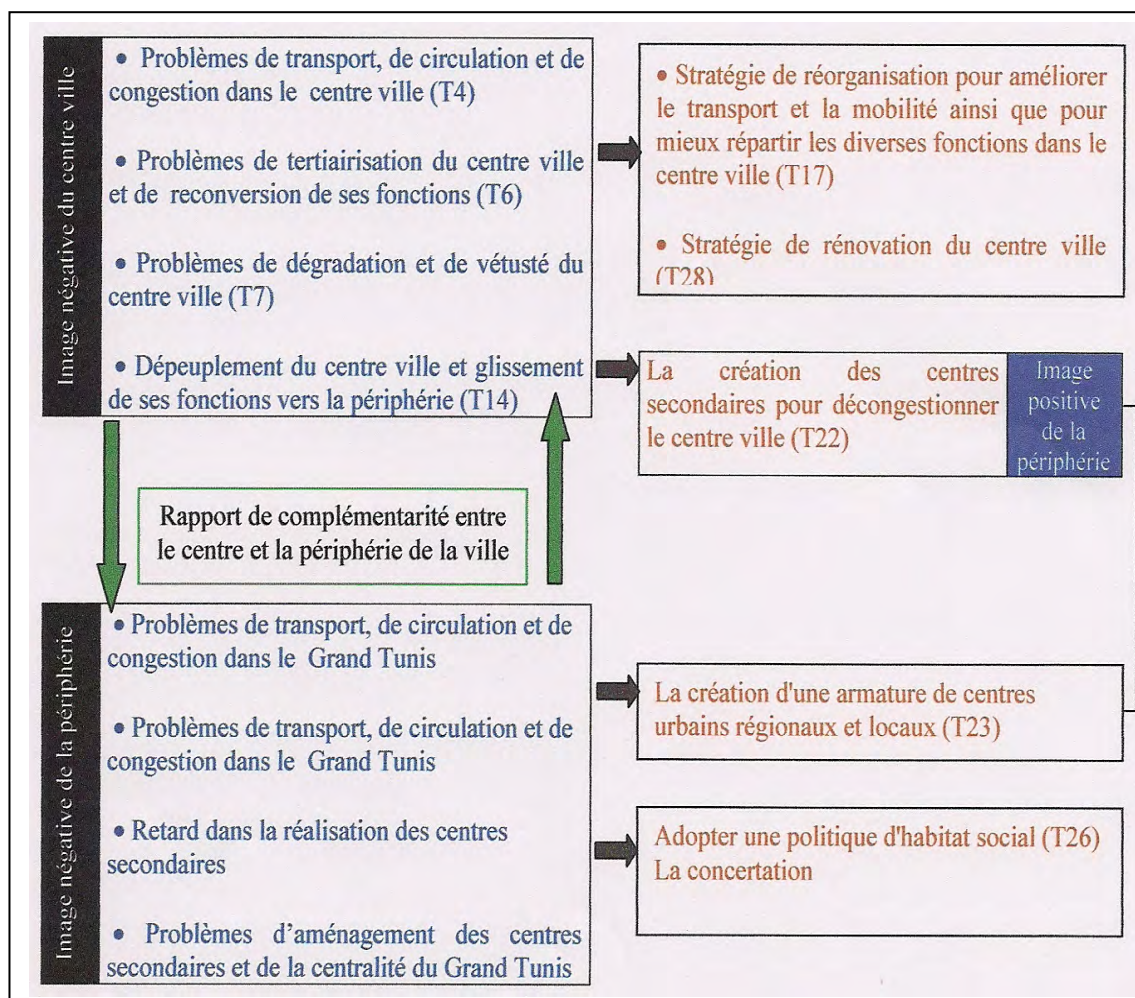 Image négative du centre ville
• Problèmes de transport, de circulation et de
congestion dans le centre ville (T4)
• Problèmes de tertiairisation du centre ville
et de reconversion de ses fonctions (T6)
• Problèmes de dégradation et de vétusté du
centre ville (T7)
• Dépeuplement du centre ville et glissement
de ses fonctions vers la périphérie (T14)
• Stratégie de réorganisation pour améliorer
le transport et la mobilité ainsi que pour
mieux répartir les diverses fonctions dans le
centre ville (T17)
• Stratégie de rénovation du centre ville
(T28)
La création des centres
secondaires pour décongestionner
le centre ville (T22)
Image
positive
de la
périphérie
Rapport de complémentarité entre
le centre et la périphérie de la ville
Image négative de la périphérie
• Problèmes de transport, de circulation et de
congestion dans le Grand Tunis
• Problèmes de transport, de circulation et de
congestion dans le Grand Tunis
• Retard dans la réalisation des centres
secondaires
• Problèmes d’aménagement des centres
secondaires et de la centralité du Grand Tunis
La création d'une armature de centres
urbains régionaux et locaux (T23)
Adopter une politique d'habitat social (T26)
La concertation